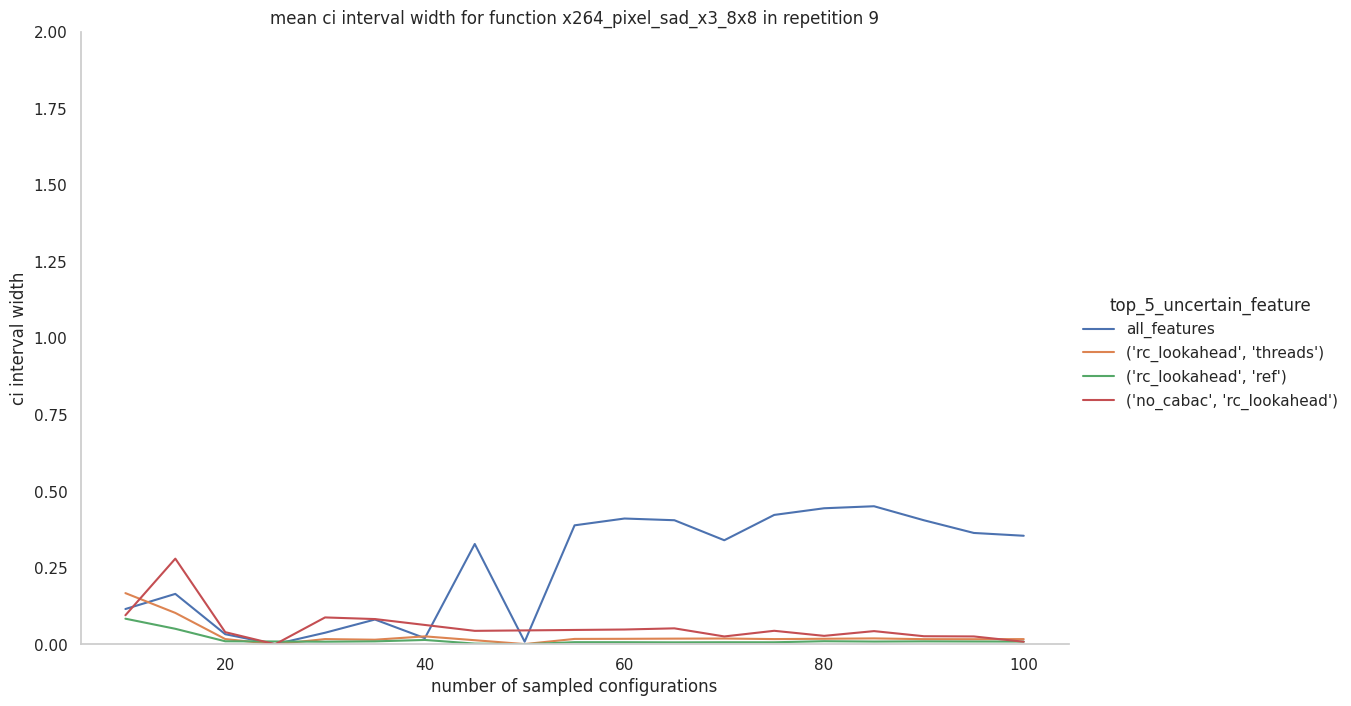 mean ci interval width for function x264_pixel_sad_x3_8x8 in repetition 9
2.00
1.75
1.50
1.25
1.00
0.75
0.50
0.25
0.00
ci interval width
20
40
60
80
100
number of sampled configurations
top_5_uncertain_feature
all_features
('rc_lookahead', 'threads')
('rc_lookahead', 'ref')
('no_cabac', 'rc_lookahead')